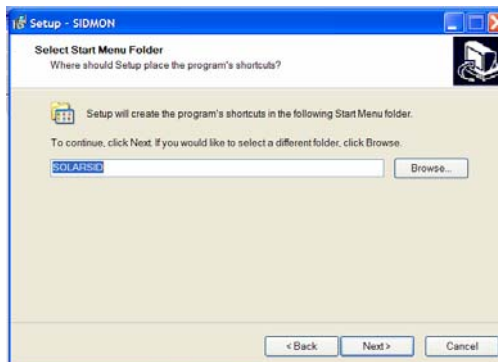 Setup - SIDMON
Select Start Menu Folder
Where should Setup place the program's shortcuts?
Setup will create the program's shortcuts in the following Start Menu folder.
To continue, click Next. If you would like to select a different folder, click Browse.
SOLARSID
Browse...
< Back
Next >
Cancel